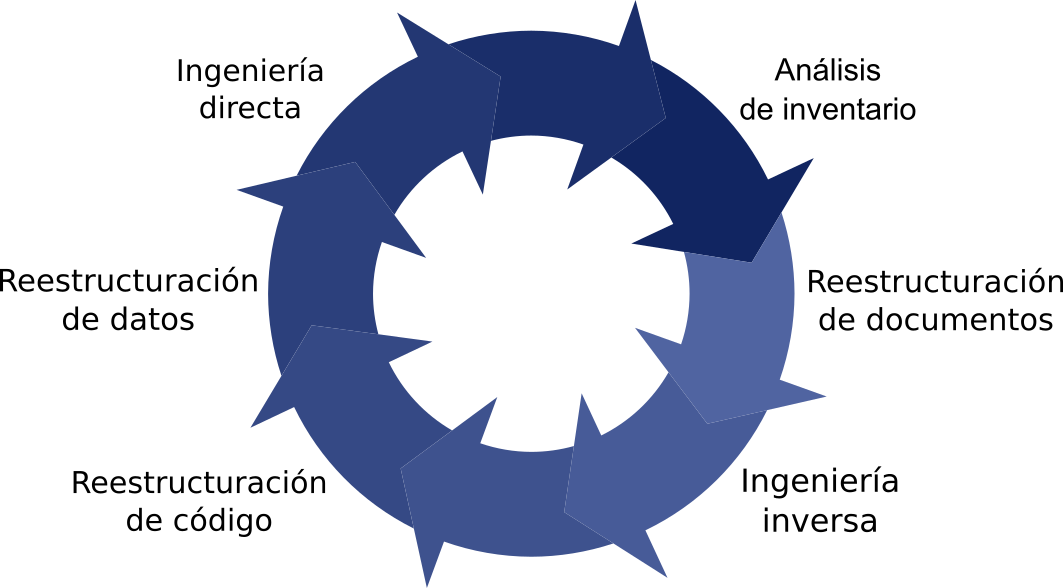 Análisis
de inventario
Reestructuración
de documentos
Ingeniería
inversa
Reestructuración
de código
Reestructuración
de datos
Ingeniería
directa